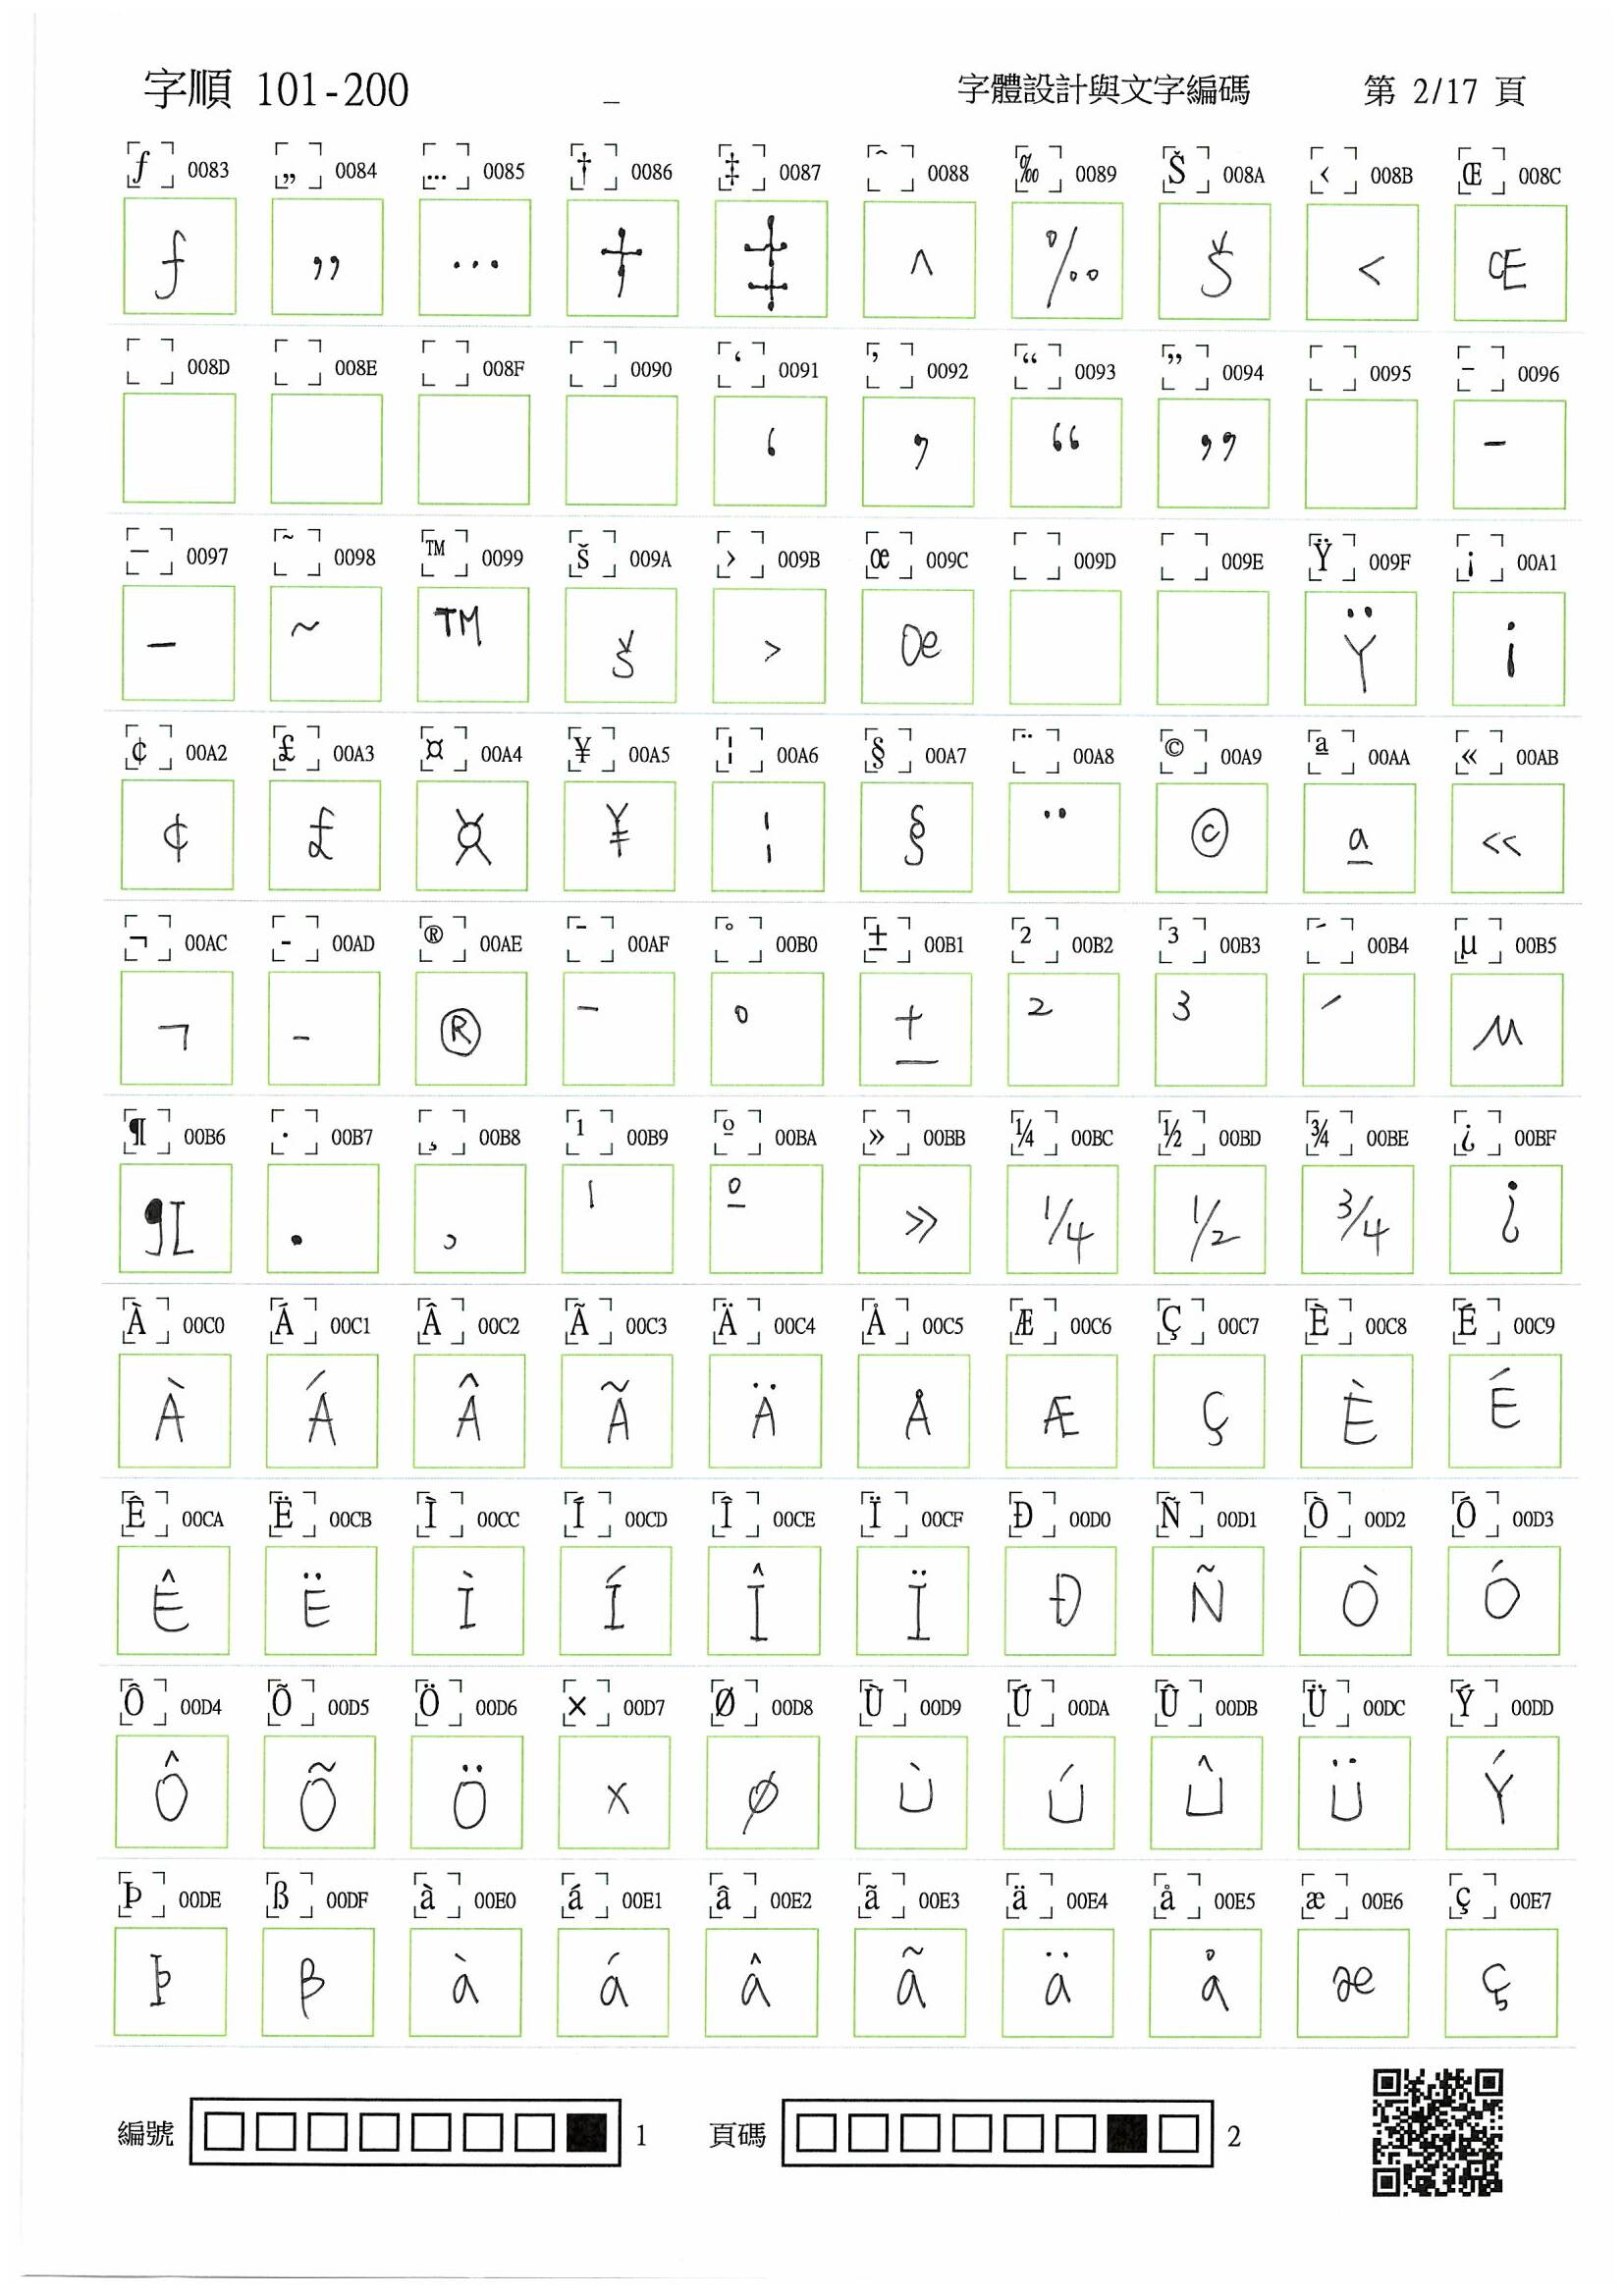 字順 101-200 _ 字體設計與文字編碼 第 2/17 頁
ƒ 0083 „ 0084 … 0085 † 0086 ‡ 0087 ˆ 0088 ‰ 0089 Š 008A ‹ 008B Œ 008C
ƒ „ … † ‡ ^ ‰ Š < Œ
008D 008E 008F 0090 ‘ 0091 ’ 0092 “ 0093 ” 0094 0095 – 0096
‘ ’ “ ” –
— 0097 ˜ 0098 ™ 0099 š 009A › 009B œ 009C 009D 009E Ÿ 009F ¡ 00A1
— ~ ™ š > œ Ÿ ¡
¢ 00A2 £ 00A3 ¤ 00A4 ¥ 00A5 ¦ 00A6 § 00A7 ¨ 00A8 © 00A9 ª 00AA « 00AB
¢ £ ¤ ¥ ¦ § ¨ © ª «
¬ 00AC - 00AD ® 00AE ¯ 00AF ° 00B0 ± 00B1 ² 00B2 ³ 00B3 ´ 00B4 µ 00B5
¬ - ® ¯ ° ± ² ³ ´ µ
¶ 00B6 · 00B7 ¸ 00B8 ¹ 00B9 º 00BA » 00BB ¼ 00BC ½ 00BD ¾ 00BE ¿ 00BF
¶ · ¸ ¹ º » ¼ ½ ¾ ¿
À 00C0 Á 00C1 Â 00C2 Ã 00C3 Ä 00C4 Å 00C5 Æ 00C6 Ç 00C7 È 00C8 É 00C9
À Á Â Ã Ä Å Æ Ç È É
Ê 00CA Ë 00CB Ì 00CC Í 00CD Î 00CE Ï 00CF Ð 00D0 Ñ 00D1 Ò 00D2 Ó 00D3
Ê Ë Ì Í Î Ï Ð Ñ Ò Ó
Ô 00D4 Õ 00D5 Ö 00D6 × 00D7 Ø 00D8 Ù 00D9 Ú 00DA Û 00DB Ü 00DC Ý 00DD
Ô Õ Ö × Ø Ù Ú Û Ü Ý
Þ 00DE ß 00DF à 00E0 á 00E1 â 00E2 ã 00E3 ä 00E4 å 00E5 æ 00E6 ç 00E7
Þ ß à á â ã ä å æ ç
編號 1 頁碼 2